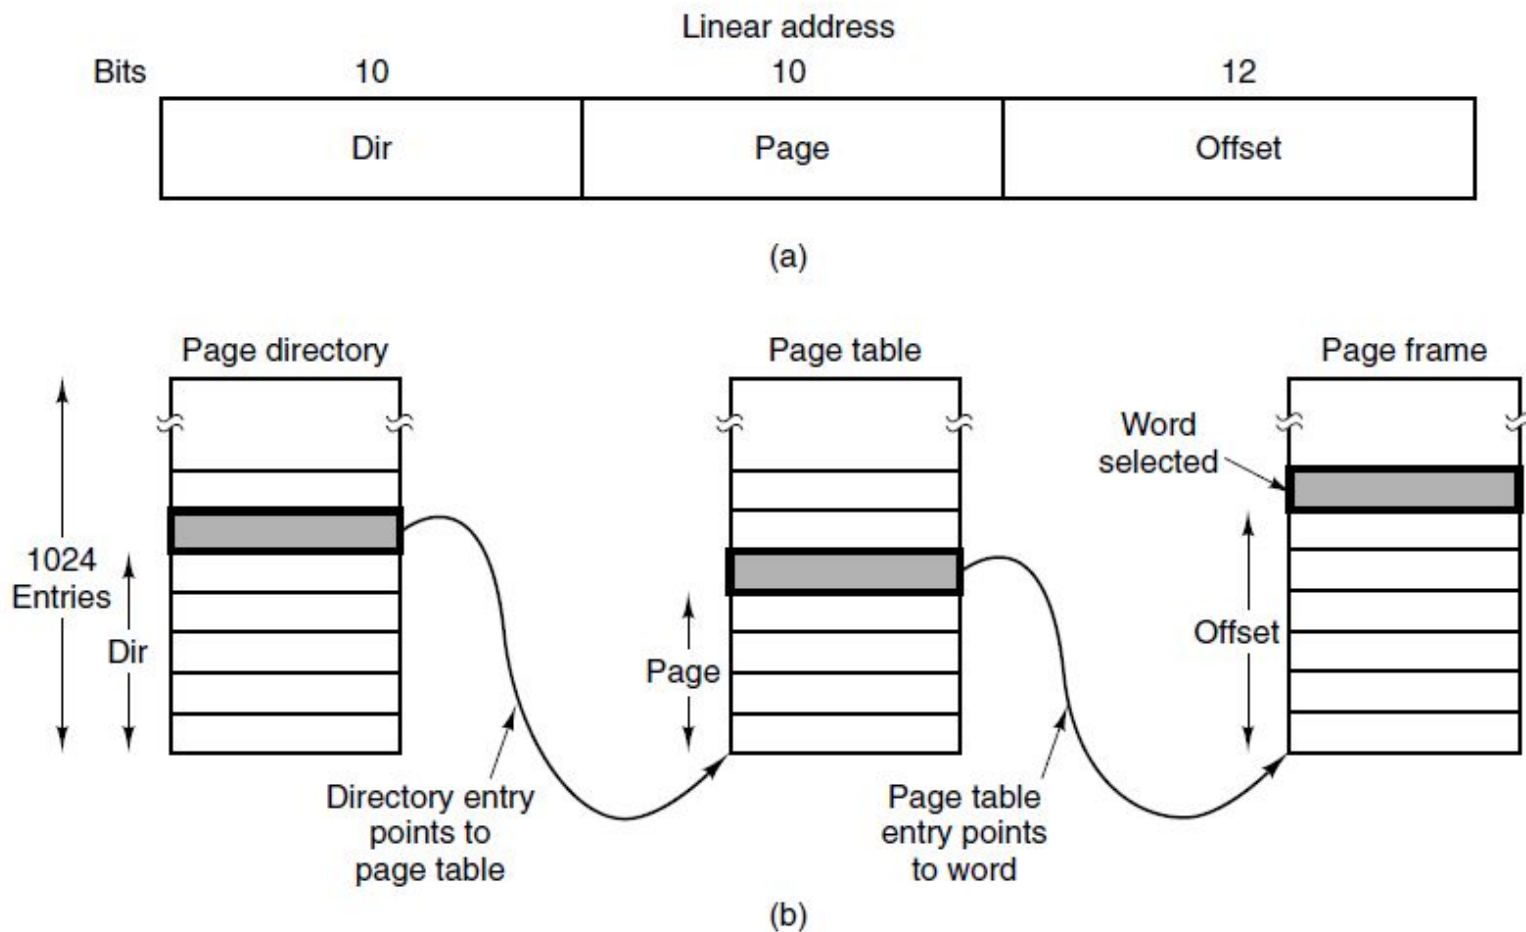 Linear address
Bits 10 10 12
Dir Page Offset
(a)
Page directory Page table Page frame
Word
selected
1024
Entries
Dir
Page
Offset
Directory entry
points to
page table
Page table
entry points
to word
(b)